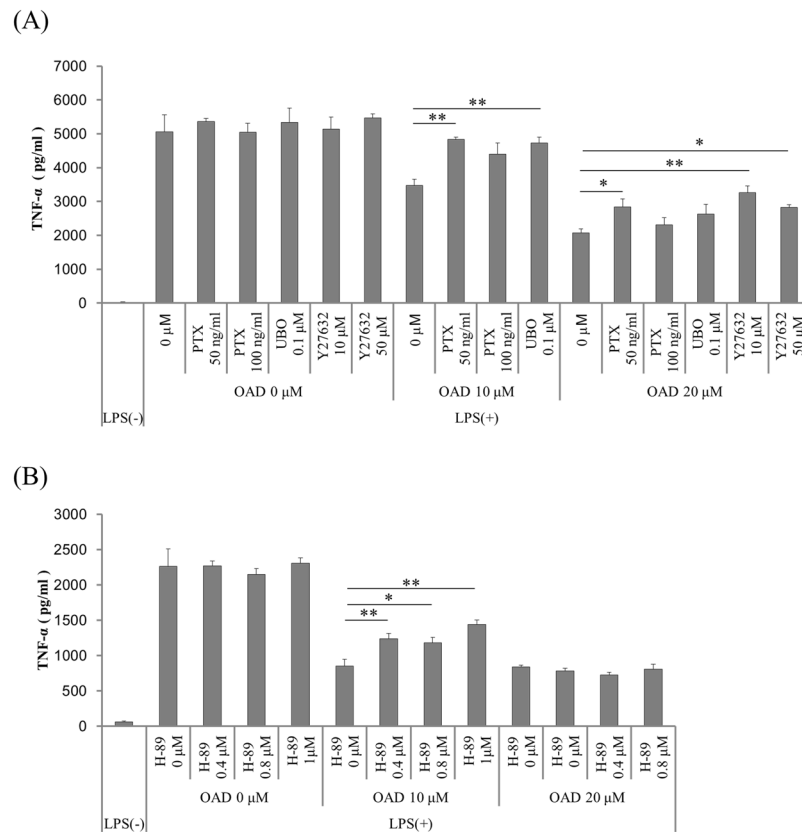 (A)
7000
6000
5000
4000
3000
2000
1000
0
TNF-α ( pg/ml )
**
**
*
**
*
0 μM
PTX
50 ng/ml
PTX
100 ng/ml
UBO
0.1 μM
Y27632
10 μM
Y27632
50 μM
0 μM
PTX
50 ng/ml
PTX
100 ng/ml
UBO
0.1 μM
0 μM
PTX
50 ng/ml
PTX
100 ng/ml
UBO
0.1 μM
Y27632
10 μM
Y27632
50 μM
OAD 0 μM OAD 10 μM OAD 20 μM
LPS(-) LPS(+)
(B)
3000
2500
2000
1500
1000
500
0
TNF-α ( pg/ml )
**
*
**
H-89
0 μM
H-89
0.4 μM
H-89
0.8 μM
H-89
1μM
H-89
0 μM
H-89
0.4 μM
H-89
0.8 μM
H-89
1μM
H-89
0 μM
H-89
0 μM
H-89
0.4 μM
H-89
0.8 μM
OAD 0 μM OAD 10 μM OAD 20 μM
LPS(-) LPS(+)